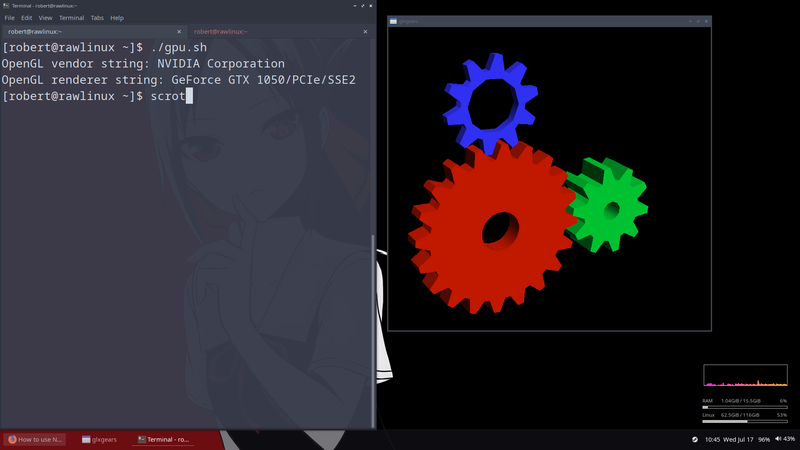 Terminal - robert@rawlinux:~
File Edit View Terminal Tabs Help
robert@rawlinux:~ robert@rawlinux:~
[robert@rawlinux ~]$ ./gpu.sh
OpenGL vendor string: NVIDIA Corporation
OpenGL renderer string: GeForce GTX 1050/PCIe/SSE2
[robert@rawlinux ~]$ scrot
glxgears
RAM 1.04GiB / 15.5GiB 6%
Linux 62.5GiB / 116GiB 53%
How to use N... glxgears Terminal - ro... 10:45 Wed Jul 17 96% 43%